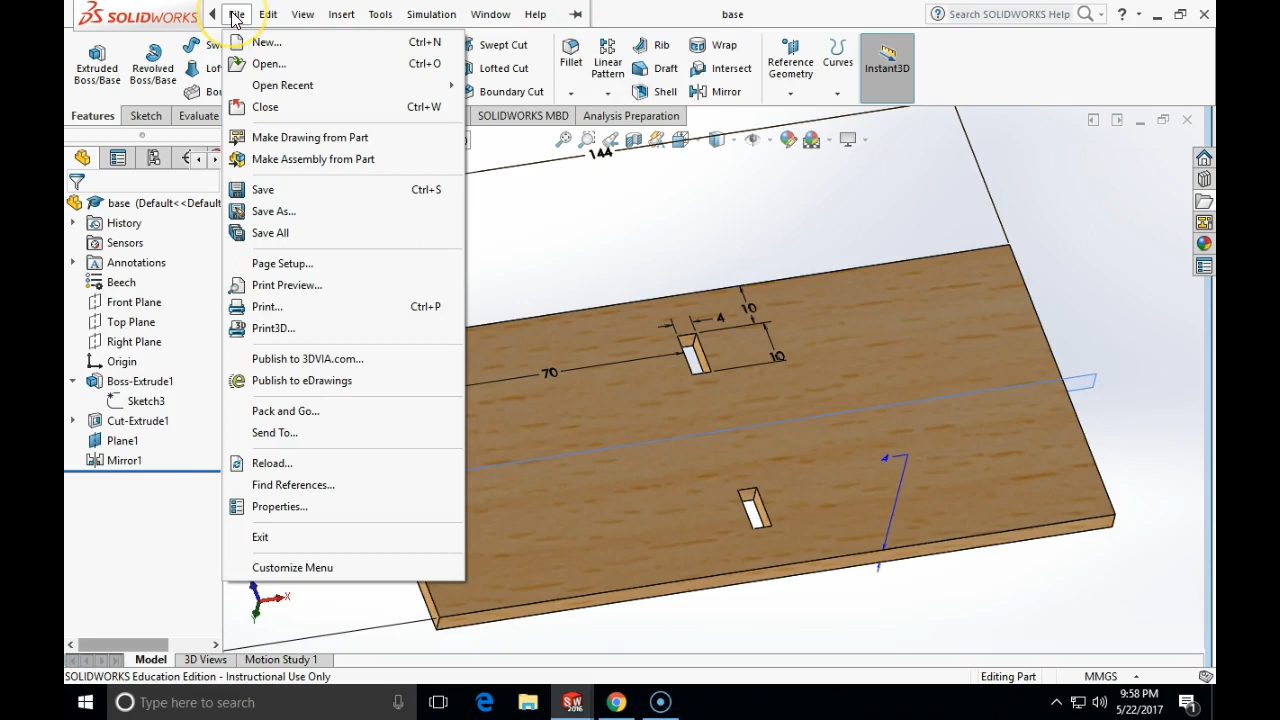 SOLIDWORKS File Edit View Insert Tools Simulation Window Help base Search SOLIDWORKS Help ?
Extruded Boss/Base
Revolved Boss/Base
Fillet
Linear Pattern
Rib
Draft
Shell
Wrap
Intersect
Mirror
Reference Geometry
Curves
Instant3D
Swept Cut
Lofted Cut
Boundary Cut
Features Sketch Evaluate SOLIDWORKS MBD Analysis Preparation
New... Ctrl+N
Open... Ctrl+O
Open Recent
Close Ctrl+W
Make Drawing from Part
Make Assembly from Part
Save Ctrl+S
Save As...
Save All
Page Setup...
Print Preview...
Print... Ctrl+P
Print3D...
Publish to 3DVIA.com...
Publish to eDrawings
Pack and Go...
Send To...
Reload...
Find References...
Properties...
Exit
Customize Menu
base (Default<<Default
History
Sensors
Annotations
Beech
Front Plane
Top Plane
Right Plane
Origin
Boss-Extrude1
Sketch3
Cut-Extrude1
Plane1
Mirror1
144
10
4
10
70
4
X
Model 3D Views Motion Study 1
SOLIDWORKS Education Edition - Instructional Use Only Editing Part MMGS
Type here to search
SW
2016
9:58 PM
5/22/2017
1